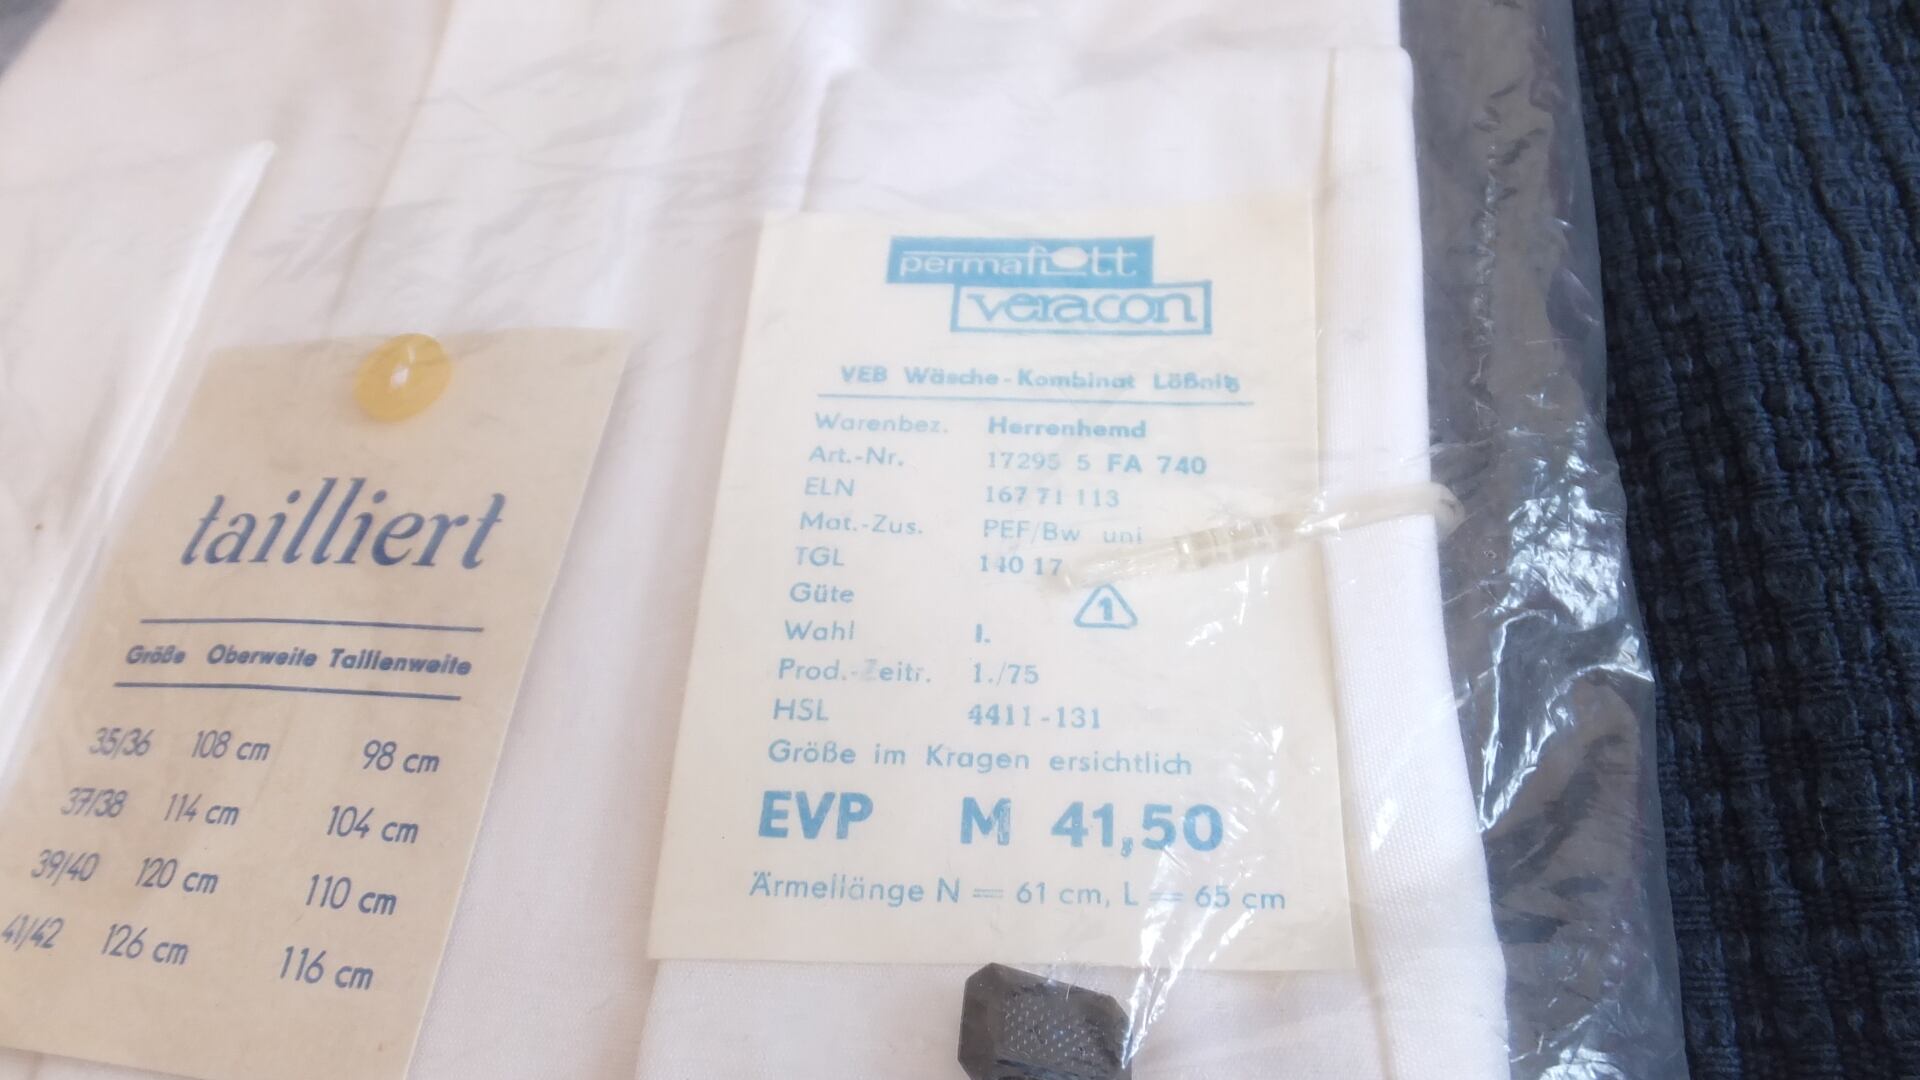 tailliert
Größe Oberweite Taillenweite
35/36 108 cm 98 cm
37/38 114 cm 104 cm
39/40 120 cm 110 cm
41/42 126 cm 116 cm
permaflott
veracon
VEB Wäsche-Kombinat Lößnitz
Warenbez. Herrenhemd
Art.-Nr. 17295 5 FA 740
ELN 167 71 113
Mat.-Zus. PEF/Bw uni
TGL 140 17
Güte 1
Wahl I.
Prod.-Zeitr. 1./75
HSL 4411-131
Größe im Kragen ersichtlich
EVP M 41,50
Ärmellänge N = 61 cm, L = 65 cm